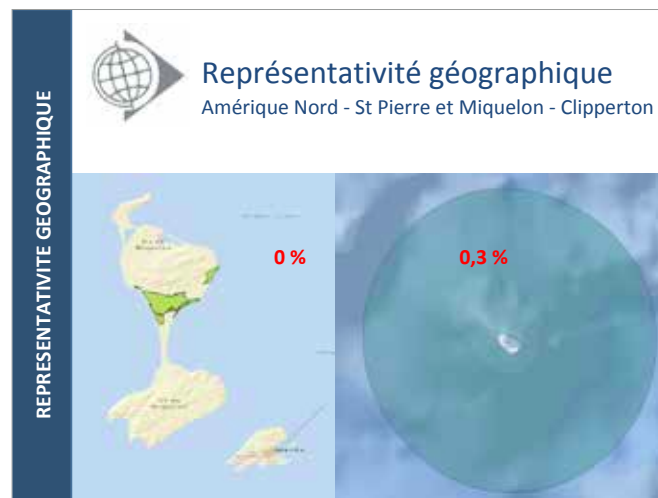 REPRESENTATIVITE GEOGRAPHIQUE
Représentativité géographique
Amérique Nord - St Pierre et Miquelon - Clipperton
0 %
0,3 %